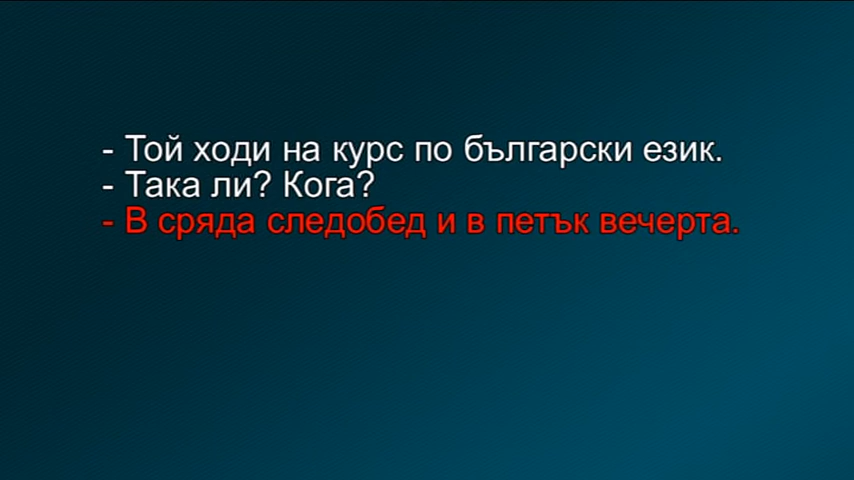 - Той ходи на курс по български език.
- Така ли? Кога?
- В сряда следобед и в петък вечерта.